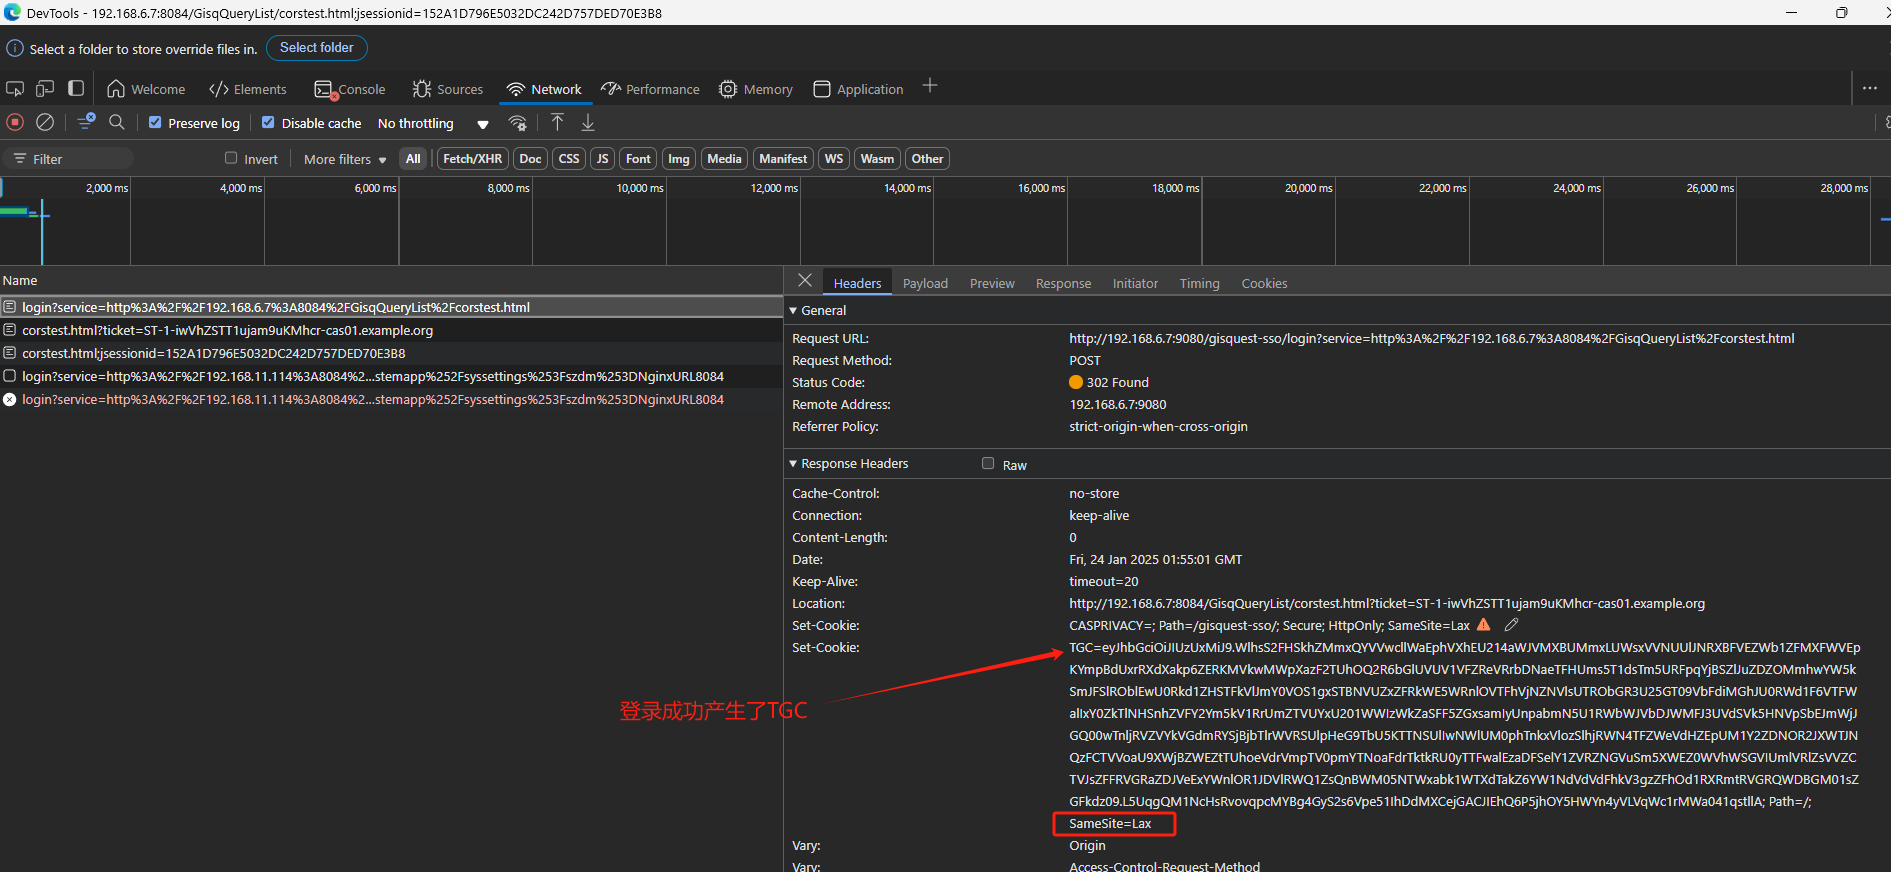 DevTools - 192.168.6.7:8084/GisqQueryList/corstest.html;jsessionid=152A1D796E5032DC242D757DED70E3B8
Select a folder to store override files in. Select folder
Welcome Elements Console Sources Network Performance Memory Application
Preserve log Disable cache No throttling
Filter Invert More filters All Fetch/XHR Doc CSS JS Font Img Media Manifest WS Wasm Other
2,000 ms 4,000 ms 6,000 ms 8,000 ms 10,000 ms 12,000 ms 14,000 ms 16,000 ms 18,000 ms 20,000 ms 22,000 ms 24,000 ms 26,000 ms 28,000 ms
Name
login?service=http%3A%2F%2F192.168.6.7%3A8084%2FGisqQueryList%2Fcorstest.html
corstest.html?ticket=ST-1-iwVhZSTT1ujam9uKMhcr-cas01.example.org
corstest.html;jsessionid=152A1D796E5032DC242D757DED70E3B8
login?service=http%3A%2F%2F192.168.11.114%3A8084%2...stemapp%252Fsyssettings%253Fszdm%253DNginxURL8084
login?service=http%3A%2F%2F192.168.11.114%3A8084%2...stemapp%252Fsyssettings%253Fszdm%253DNginxURL8084
Headers Payload Preview Response Initiator Timing Cookies
General
Request URL: http://192.168.6.7:9080/gisquest-sso/login?service=http%3A%2F%2F192.168.6.7%3A8084%2FGisqQueryList%2Fcorstest.html
Request Method: POST
Status Code: 302 Found
Remote Address: 192.168.6.7:9080
Referrer Policy: strict-origin-when-cross-origin
Response Headers Raw
Cache-Control: no-store
Connection: keep-alive
Content-Length: 0
Date: Fri, 24 Jan 2025 01:55:01 GMT
Keep-Alive: timeout=20
Location: http://192.168.6.7:8084/GisqQueryList/corstest.html?ticket=ST-1-iwVhZSTT1ujam9uKMhcr-cas01.example.org
Set-Cookie: CASPRIVACY=; Path=/gisquest-sso/; Secure; HttpOnly; SameSite=Lax
Set-Cookie:
Path=/;
登录成功产生了TGC
SameSite=Lax
Vary: Origin
Vary: Access-Control-Request-Method